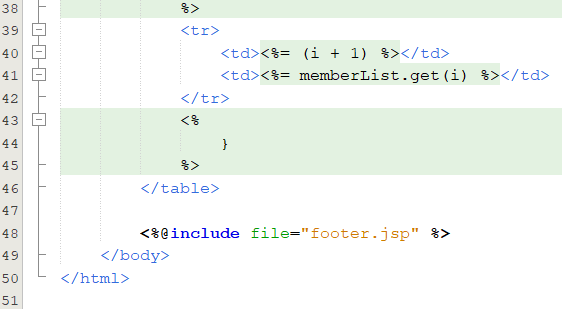 38 %>
39 <tr>
40 <td><%= (i + 1) %></td>
41 <td><%= memberList.get(i) %></td>
42 </tr>
43 <%
44 }
45 %>
46 </table>
47
48 <%@include file="footer.jsp" %>
49 </body>
50 </html>
51